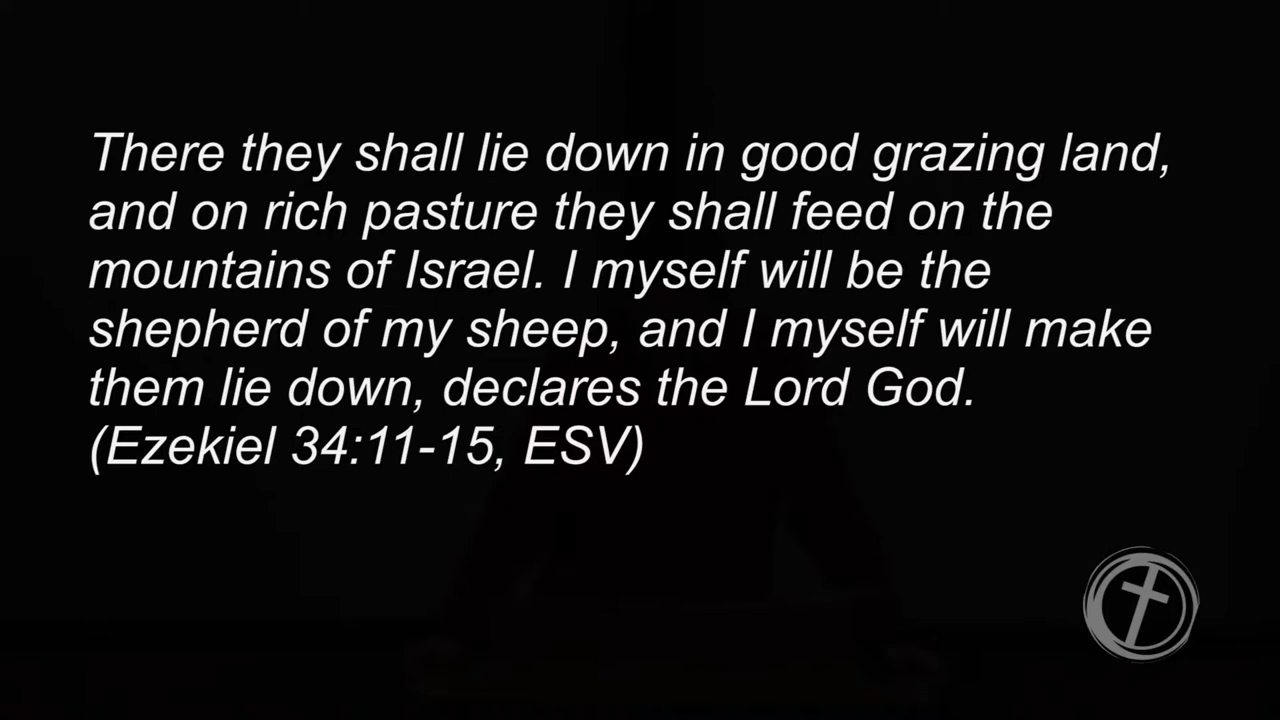 There they shall lie down in good grazing land,
and on rich pasture they shall feed on the
mountains of Israel. I myself will be the
shepherd of my sheep, and I myself will make
them lie down, declares the Lord God.
(Ezekiel 34:11-15, ESV)